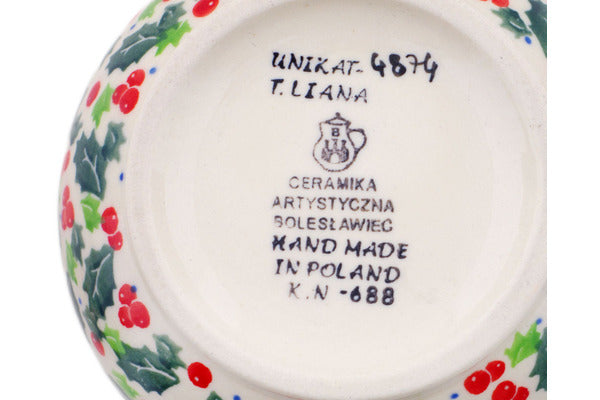 UNIKAT-4874
T. LIANA
B
CERAMIKA
ARTYSTYCZNA
BOLESŁAWIEC
HAND MADE
IN POLAND
K.N -688